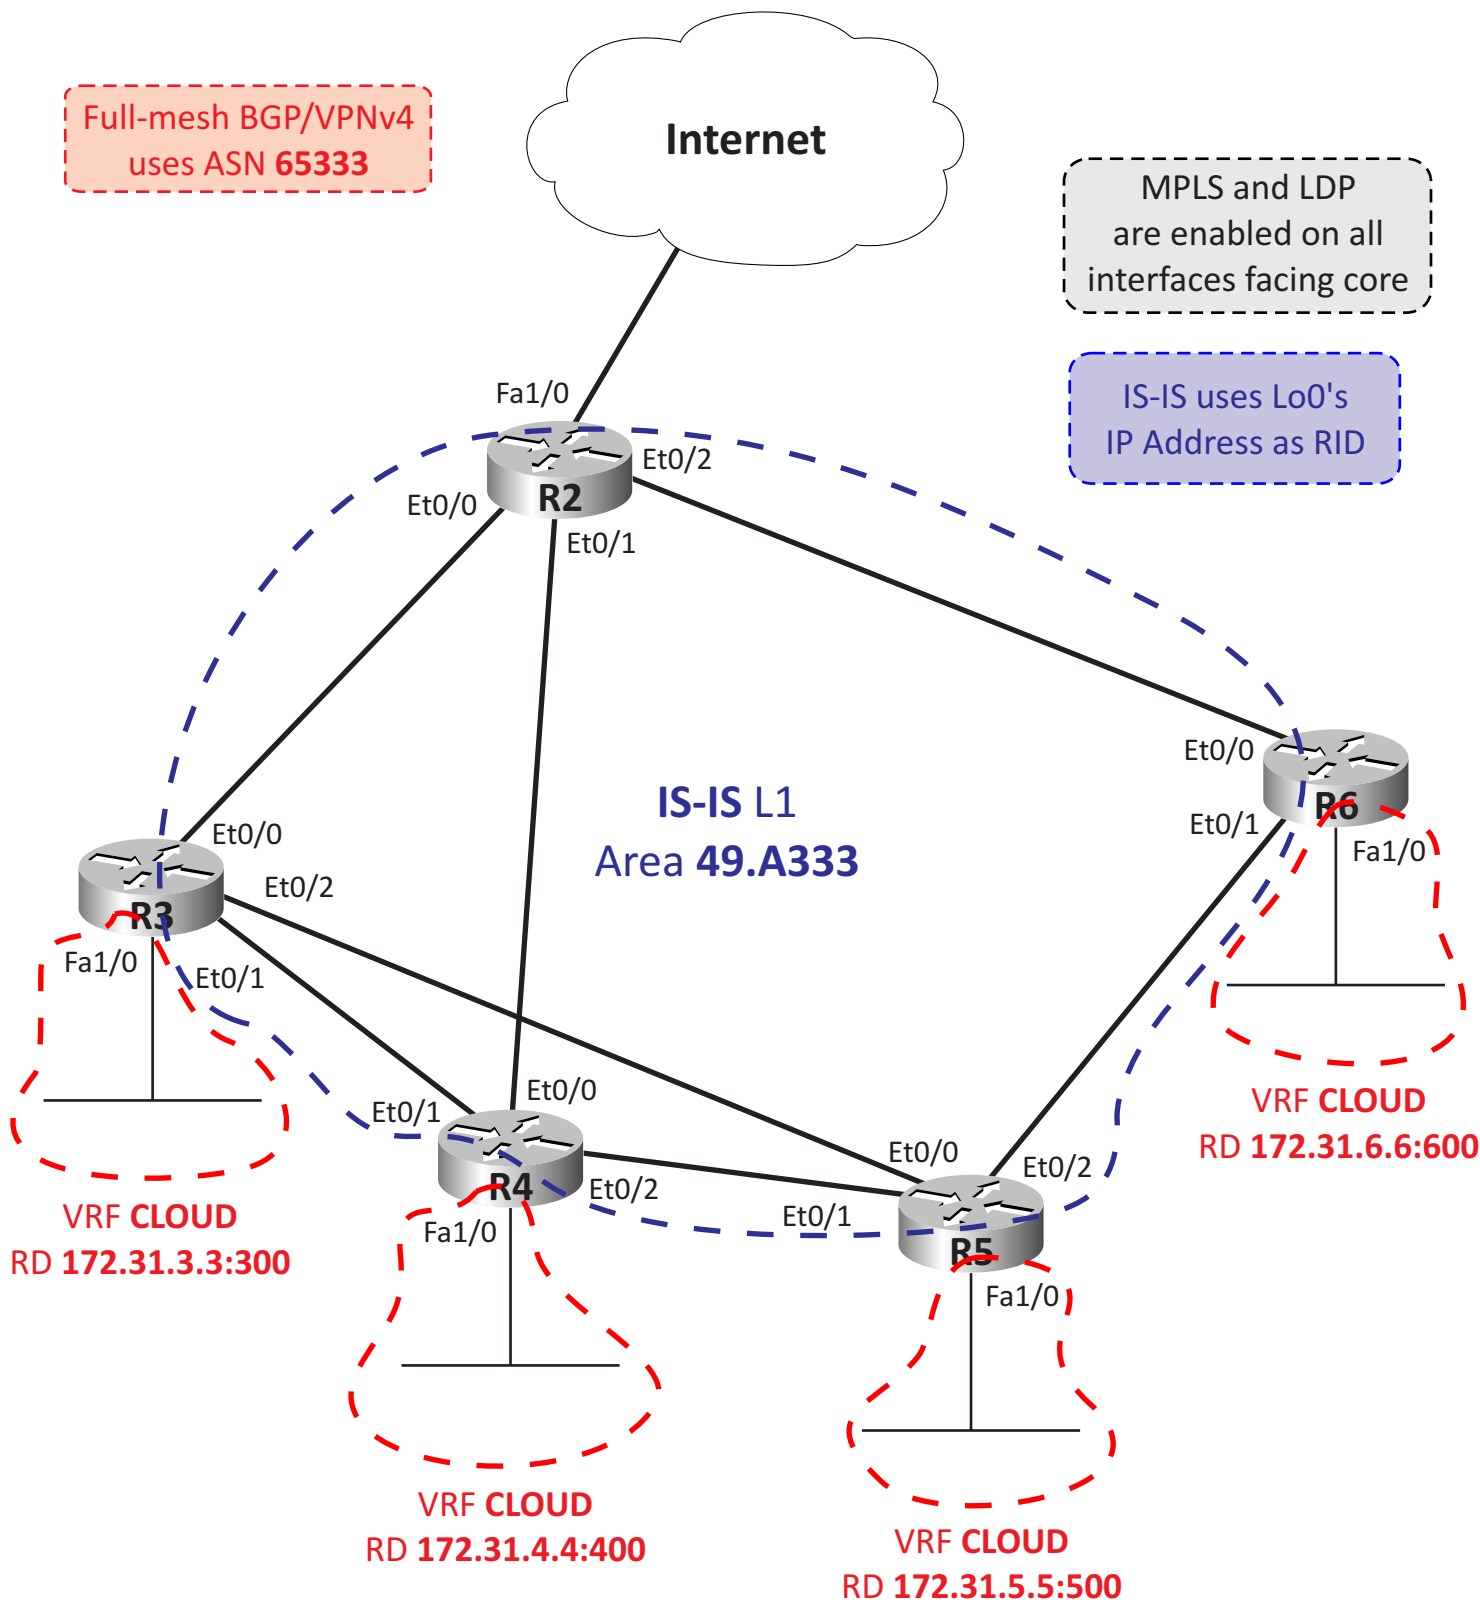 Full-mesh BGP/VPNv4
uses ASN 65333
Internet
MPLS and LDP
are enabled on all
interfaces facing core
IS-IS uses Lo0's
IP Address as RID
Fa1/0
Et0/2
Et0/0
R2
Et0/1
Et0/0
R6
Et0/1
Fa1/0
IS-IS L1
Area 49.A333
Et0/0
Et0/2
R3
Fa1/0
Et0/1
Et0/0
Et0/1
R4
Et0/2
Fa1/0
Et0/0
Et0/2
Et0/1
R5
Fa1/0
VRF CLOUD
RD 172.31.6.6:600
VRF CLOUD
RD 172.31.3.3:300
VRF CLOUD
RD 172.31.4.4:400
VRF CLOUD
RD 172.31.5.5:500